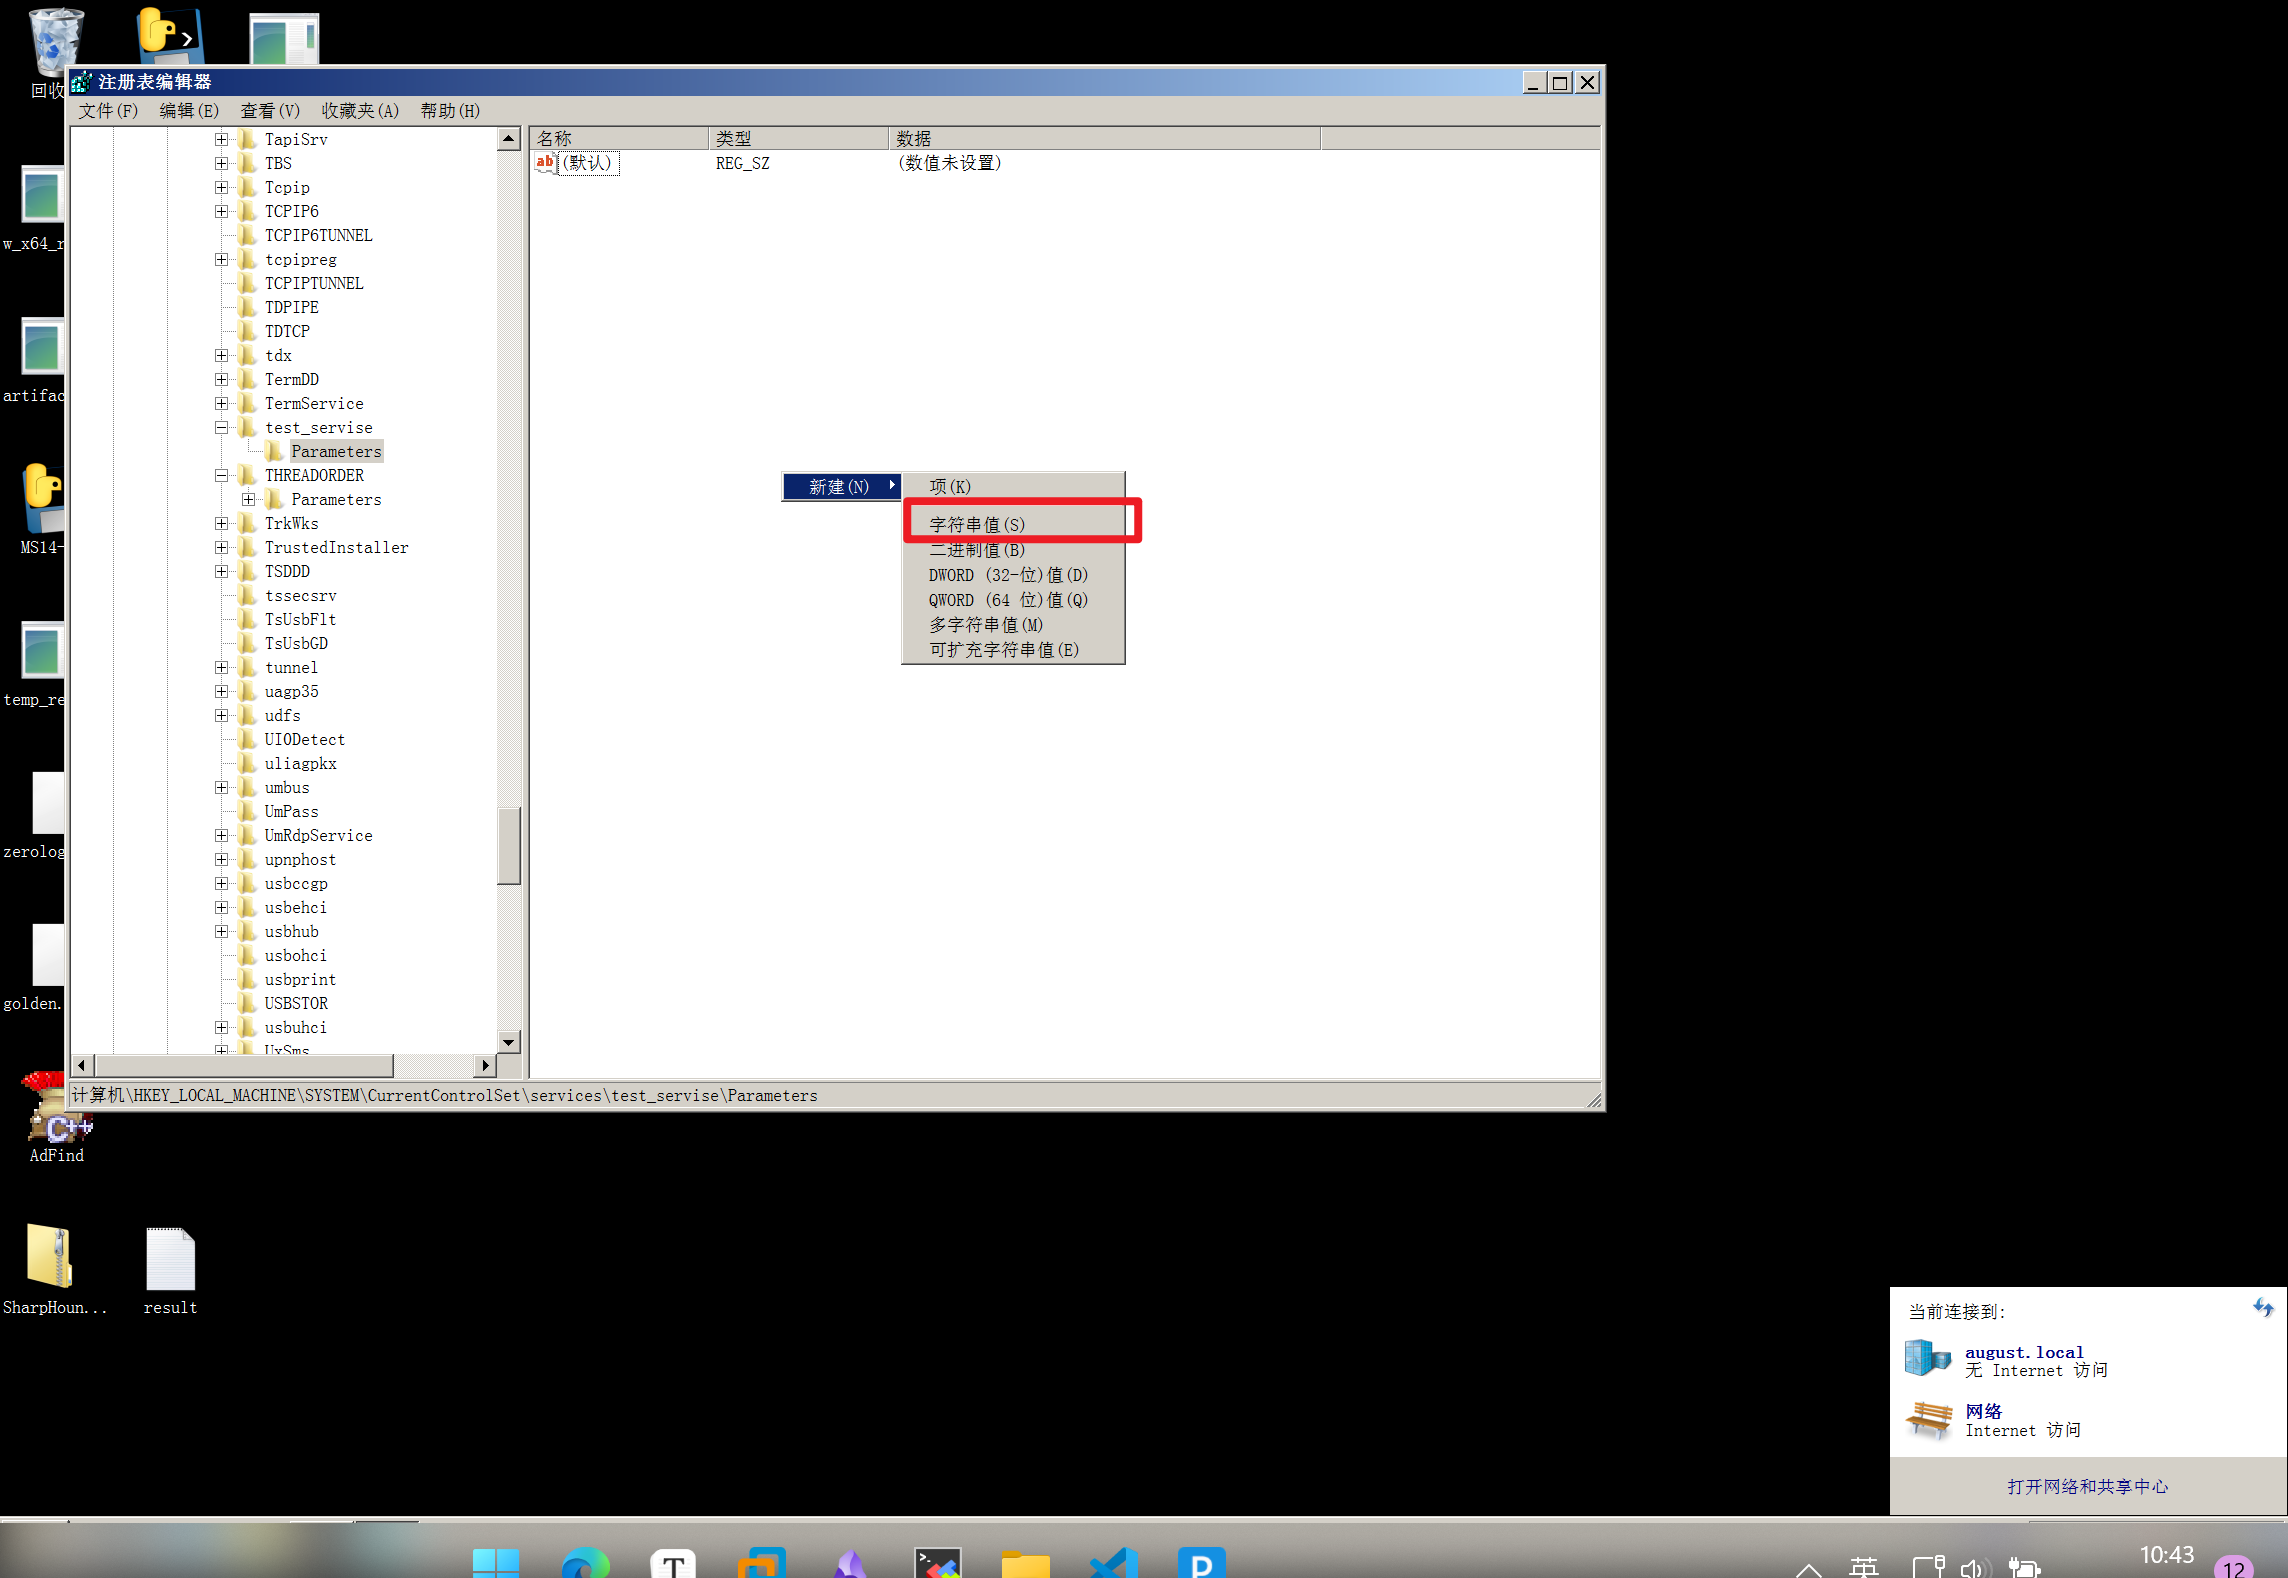 回收
注册表编辑器
文件(F) 编辑(E) 查看(V) 收藏夹(A) 帮助(H)
TapiSrv
TBS
Tcpip
TCPIP6
TCPIP6TUNNEL
tcpipreg
TCPIPTUNNEL
TDPIPE
TDTCP
tdx
TermDD
TermService
test_servise
Parameters
THREADORDER
Parameters
TrkWks
TrustedInstaller
TSDDD
tssecsrv
TsUsbFlt
TsUsbGD
tunnel
uagp35
udfs
UI0Detect
uliagpkx
umbus
UmPass
UmRdpService
upnphost
usbccgp
usbehci
usbhub
usbohci
usbprint
USBSTOR
usbuhci
UxSms
名称 类型 数据
ab (默认) REG_SZ (数值未设置)
新建(N)
项(K)
字符串值(S)
二进制值(B)
DWORD (32-位)值(D)
QWORD (64 位)值(Q)
多字符串值(M)
可扩充字符串值(E)
计算机\HKEY_LOCAL_MACHINE\SYSTEM\CurrentControlSet\services\test_servise\Parameters
w_x64_r
artifac
MS14-
temp_re
zerolog
golden.
C++
AdFind
SharpHoun...
result
当前连接到:
august.local
无 Internet 访问
网络
Internet 访问
打开网络和共享中心
T
P
英
10:43
12